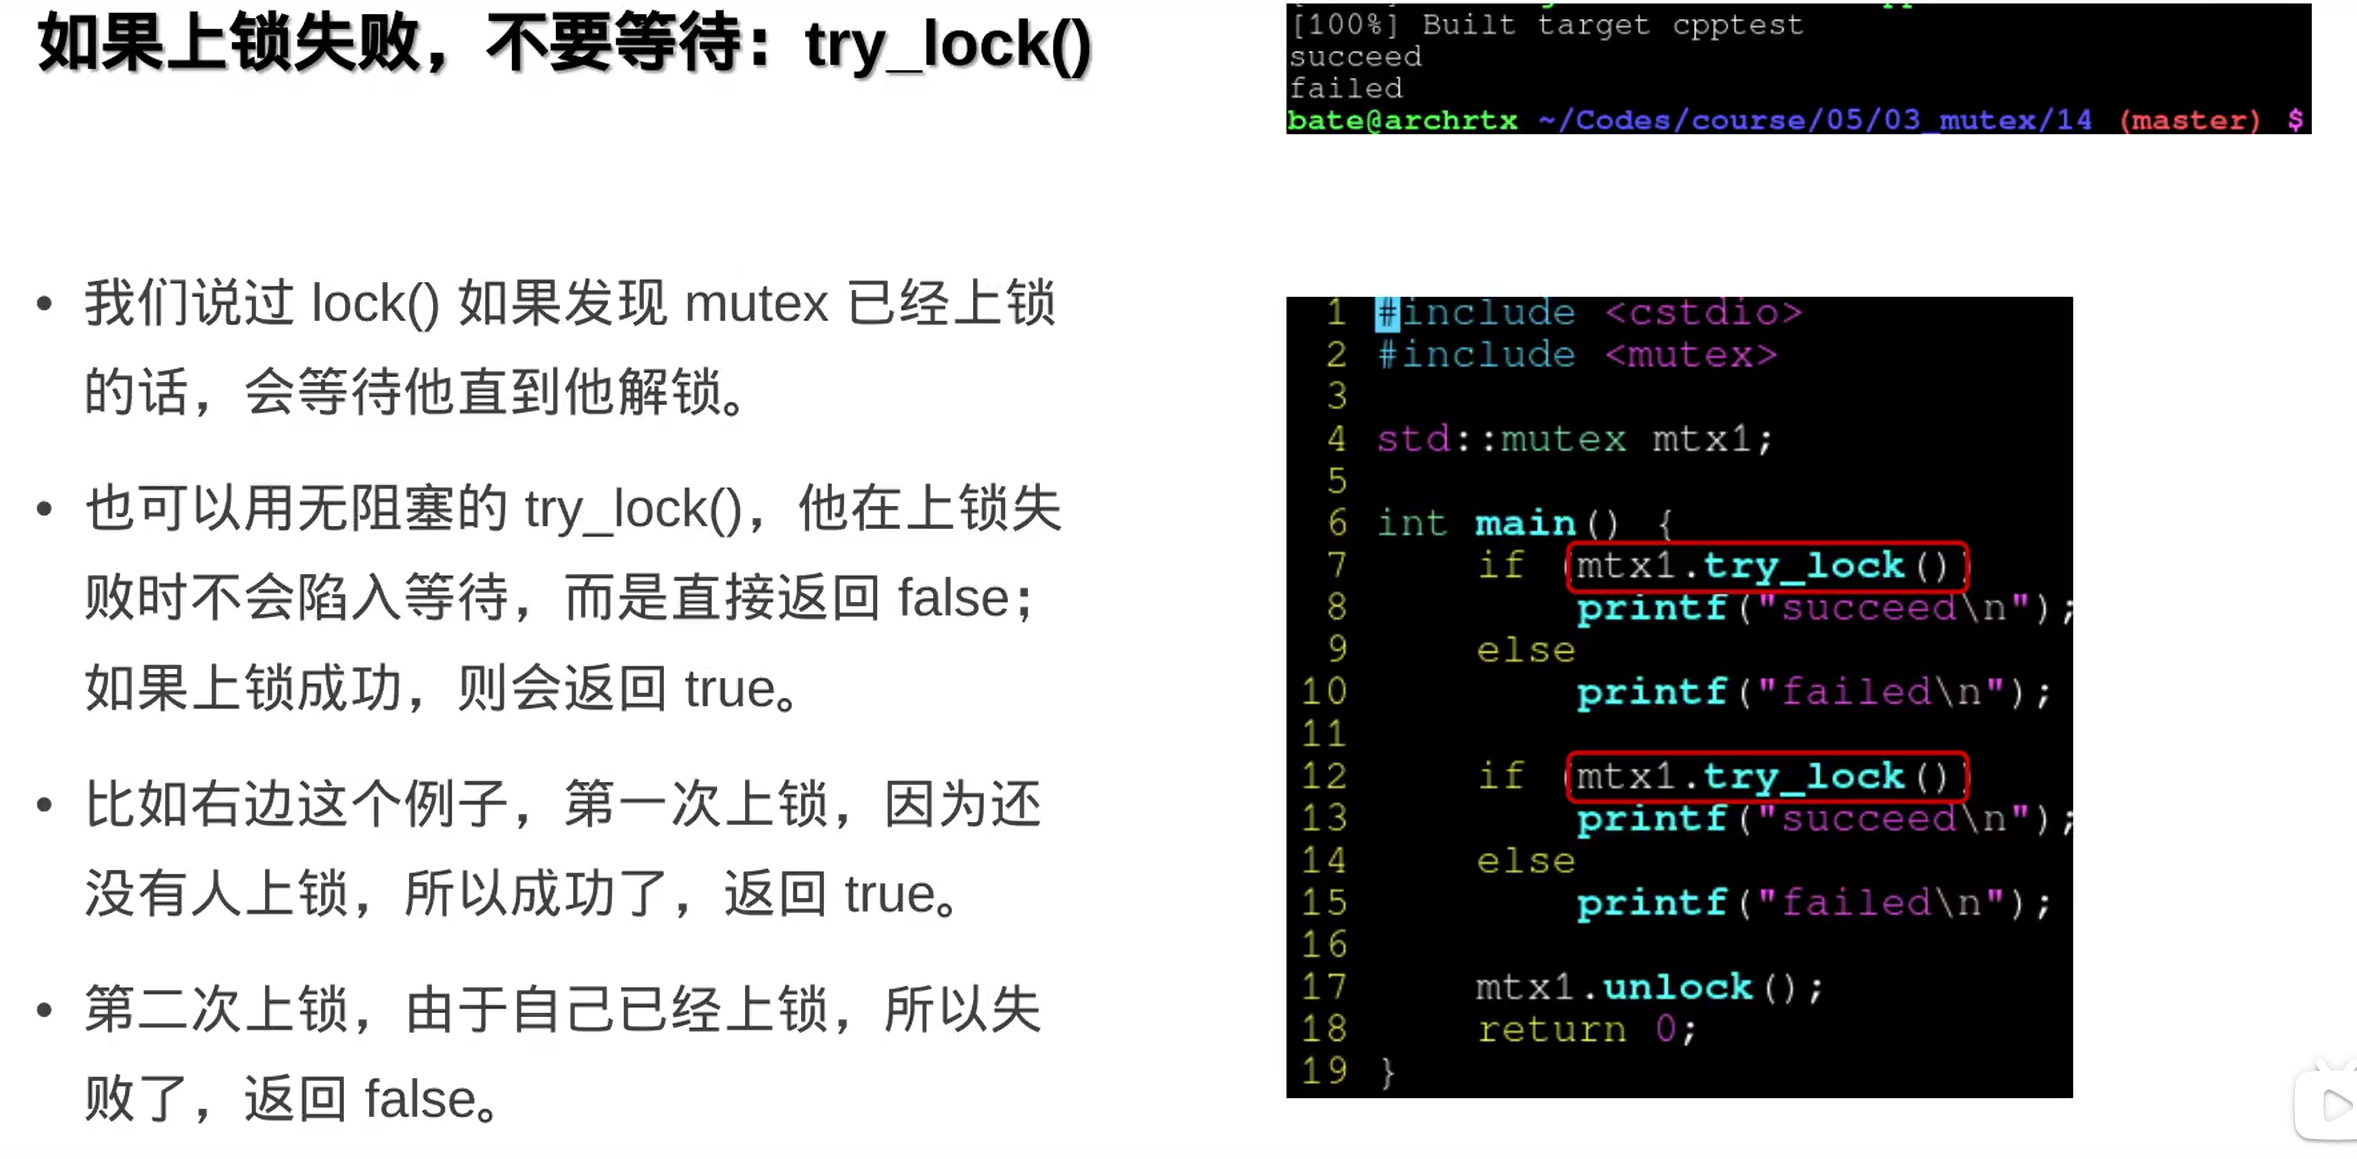 如果上锁失败，不要等待：try_lock()
[100%] Built target cpptest
succeed
failed
bate@archrtx ~/Codes/course/05/03_mutex/14 (master) $
• 我们说过 lock() 如果发现 mutex 已经上锁
的话，会等待他直到他解锁。
• 也可以用无阻塞的 try_lock()，他在上锁失
败时不会陷入等待，而是直接返回 false；
如果上锁成功，则会返回 true。
• 比如右边这个例子，第一次上锁，因为还
没有人上锁，所以成功了，返回 true。
• 第二次上锁，由于自己已经上锁，所以失
败了，返回 false。
1 #include <cstdio>
2 #include <mutex>
3
4 std::mutex mtx1;
5
6 int main() {
7 if (mtx1.try_lock()
8 printf("succeed\n");
9 else
10 printf("failed\n");
11
12 if (mtx1.try_lock()
13 printf("succeed\n");
14 else
15 printf("failed\n");
16
17 mtx1.unlock();
18 return 0;
19 }